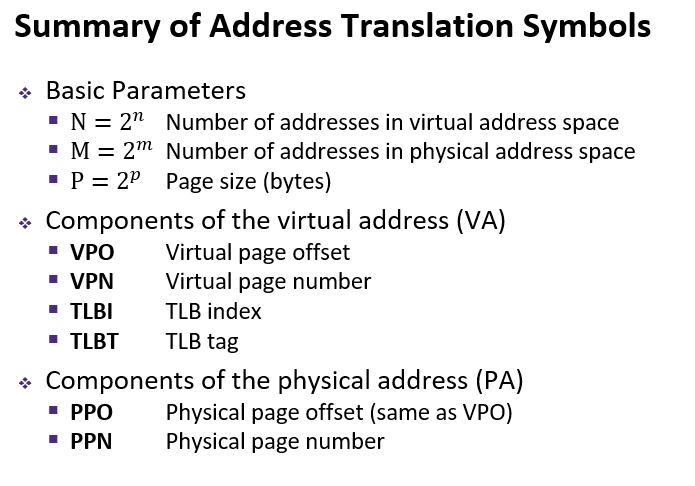 Summary of Address Translation Symbols
❖ Basic Parameters
▪ N = 2ⁿ Number of addresses in virtual address space
▪ M = 2ᵐ Number of addresses in physical address space
▪ P = 2ᵖ Page size (bytes)
❖ Components of the virtual address (VA)
▪ VPO Virtual page offset
▪ VPN Virtual page number
▪ TLBI TLB index
▪ TLBT TLB tag
❖ Components of the physical address (PA)
▪ PPO Physical page offset (same as VPO)
▪ PPN Physical page number